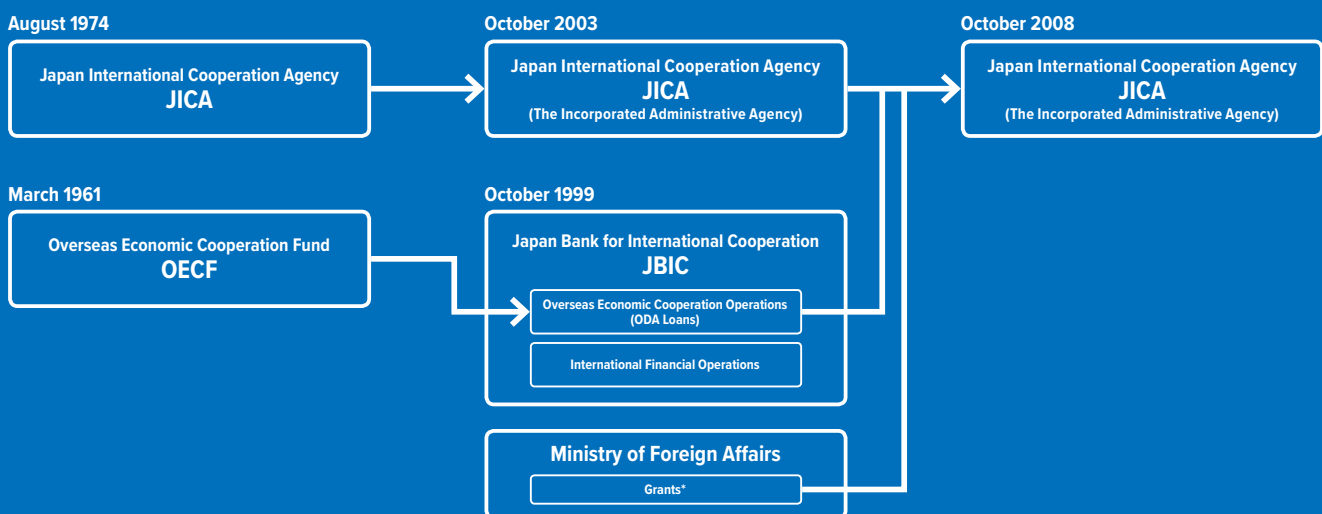 August 1974
Japan International Cooperation Agency
JICA
October 2003
Japan International Cooperation Agency
JICA
(The Incorporated Administrative Agency)
October 2008
Japan International Cooperation Agency
JICA
(The Incorporated Administrative Agency)
March 1961
Overseas Economic Cooperation Fund
OECF
October 1999
Japan Bank for International Cooperation
JBIC
Overseas Economic Cooperation Operations
(ODA Loans)
International Financial Operations
Ministry of Foreign Affairs
Grants*